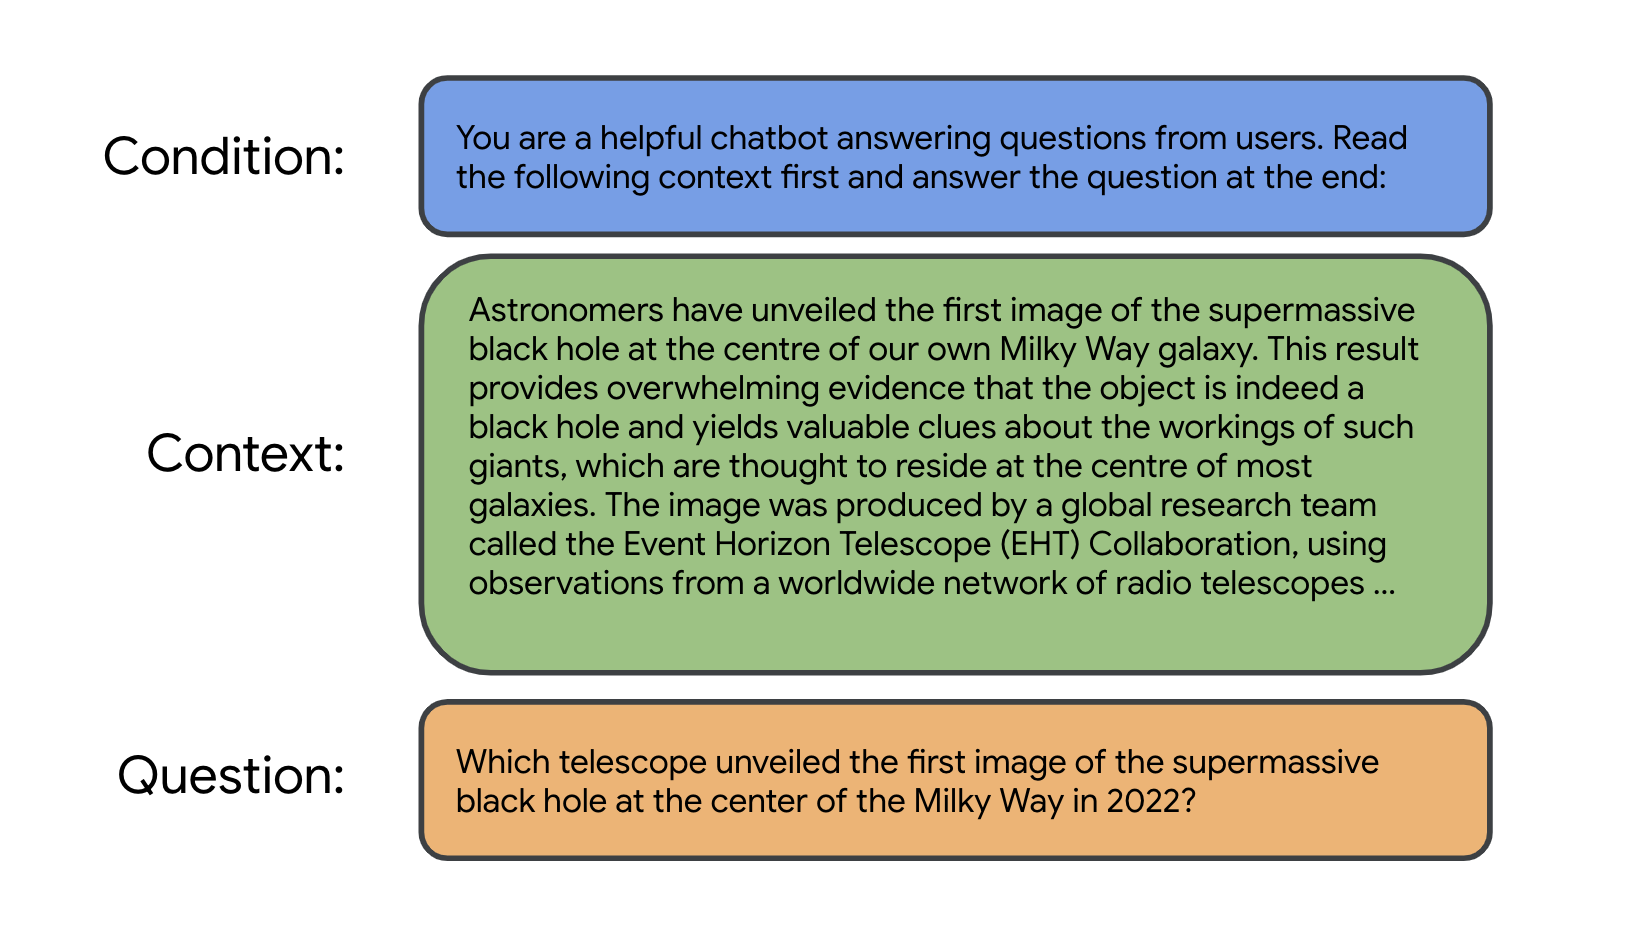 Condition:
You are a helpful chatbot answering questions from users. Read
the following context first and answer the question at the end:
Context:
Astronomers have unveiled the first image of the supermassive
black hole at the centre of our own Milky Way galaxy. This result
provides overwhelming evidence that the object is indeed a
black hole and yields valuable clues about the workings of such
giants, which are thought to reside at the centre of most
galaxies. The image was produced by a global research team
called the Event Horizon Telescope (EHT) Collaboration, using
observations from a worldwide network of radio telescopes ...
Question:
Which telescope unveiled the first image of the supermassive
black hole at the center of the Milky Way in 2022?